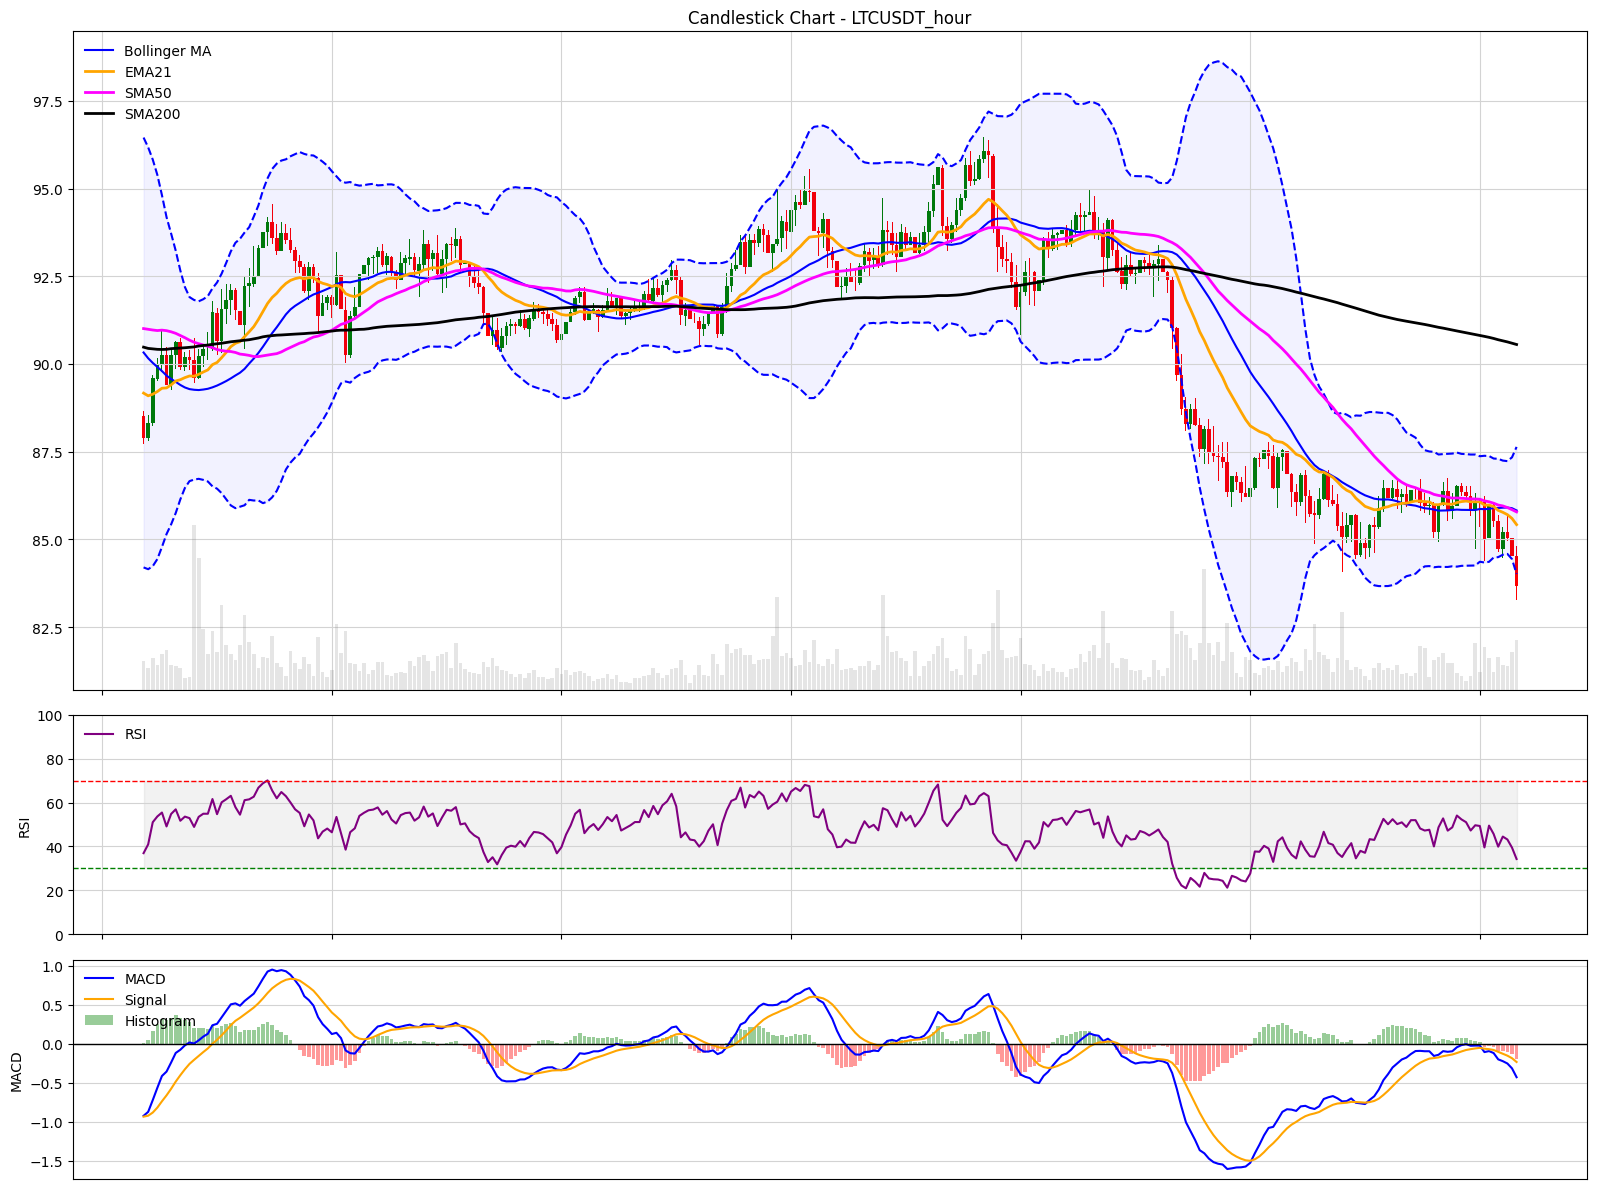 Candlestick Chart - LTCUSDT_hour
Bollinger MA
EMA21
SMA50
SMA200
97.5
95.0
92.5
90.0
87.5
85.0
82.5
100
80
60
40
20
0
RSI
RSI
1.0
0.5
0.0
−0.5
−1.0
−1.5
MACD
MACD
Signal
Histogram